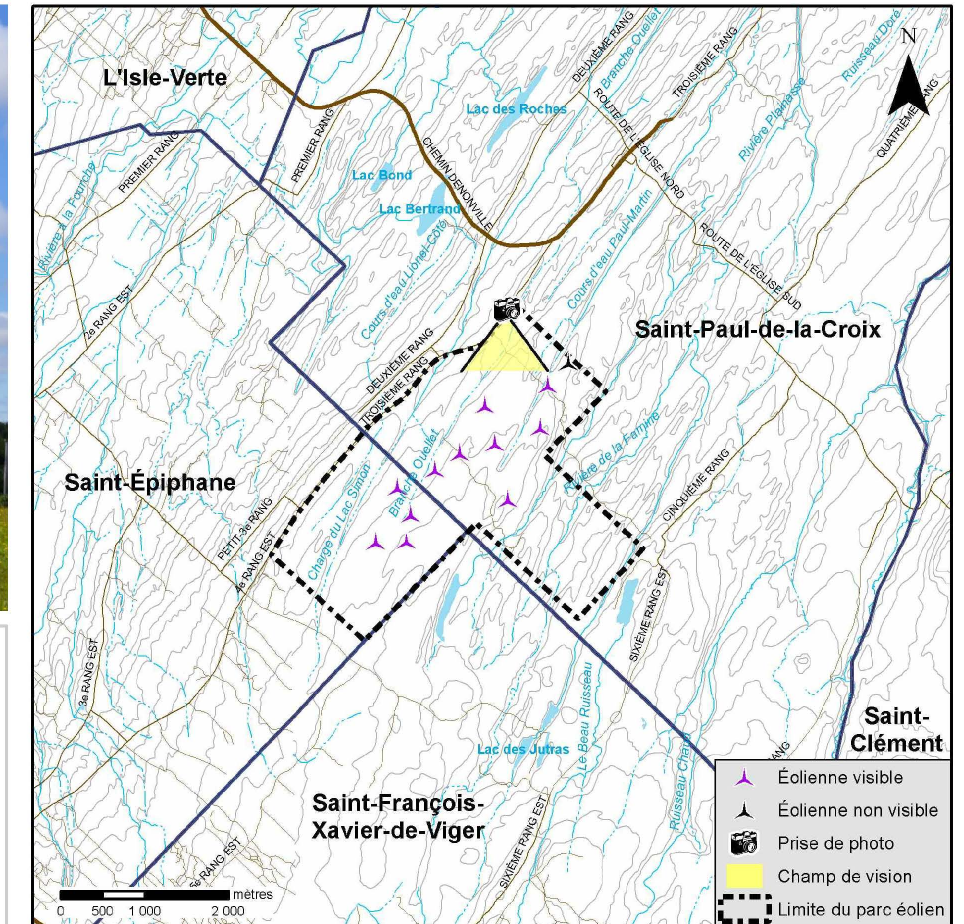 N
L'Isle-Verte
DEUXIÈME RANG
Branche Ouellet
TROISIÈME RANG
Ruisseau Doré
Lac des Roches
PREMIER RANG
PREMIER RANG
CHEMIN DENONVILLE
ROUTE DE L'ÉGLISE NORD
Rivière Plainasse
QUATRIÈME RANG
Lac Bond
Lac Bertrand
Rivière à la Fourche
Cours d'eau Lionel-Côté
Cours d'eau Paul-Martin
ROUTE DE L'ÉGLISE SUD
2e RANG EST
Saint-Paul-de-la-Croix
DEUXIÈME RANG
TROISIÈME RANG
Branche Ouellet
Rivière de la Famine
CINQUIÈME RANG
Saint-Épiphane
Charge du Lac Simon
PETIT 3e RANG
RANG EST
SIXIÈME RANG EST
3e RANG EST
Le Beau Ruisseau
Lac des Jutras
Ruisseau
Saint-
Clément
RANG
Saint-François-
Xavier-de-Viger
SIXIÈME RANG EST
RANG EST
Éolienne visible
Éolienne non visible
Prise de photo
Champ de vision
Limite du parc éolien
mètres
0 500 1 000 2 000